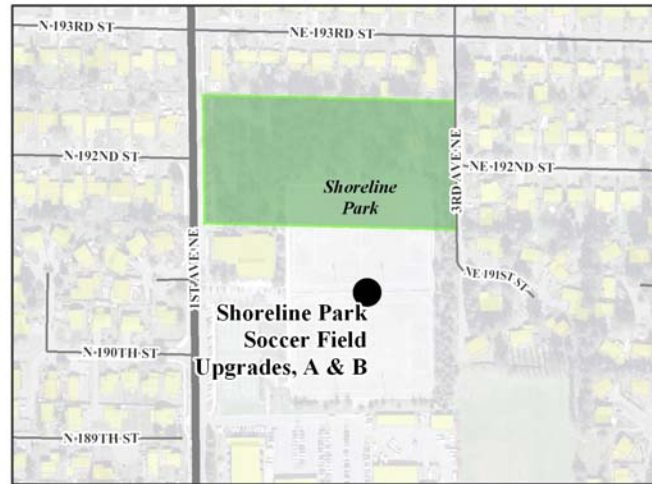 N 193RD ST
NE 193RD ST
N 192ND ST
NE 192ND ST
Shoreline
Park
3RD AVE NE
1ST AVE NE
NE 191ST ST
Shoreline Park
Soccer Field
Upgrades, A & B
N 190TH ST
N 189TH ST